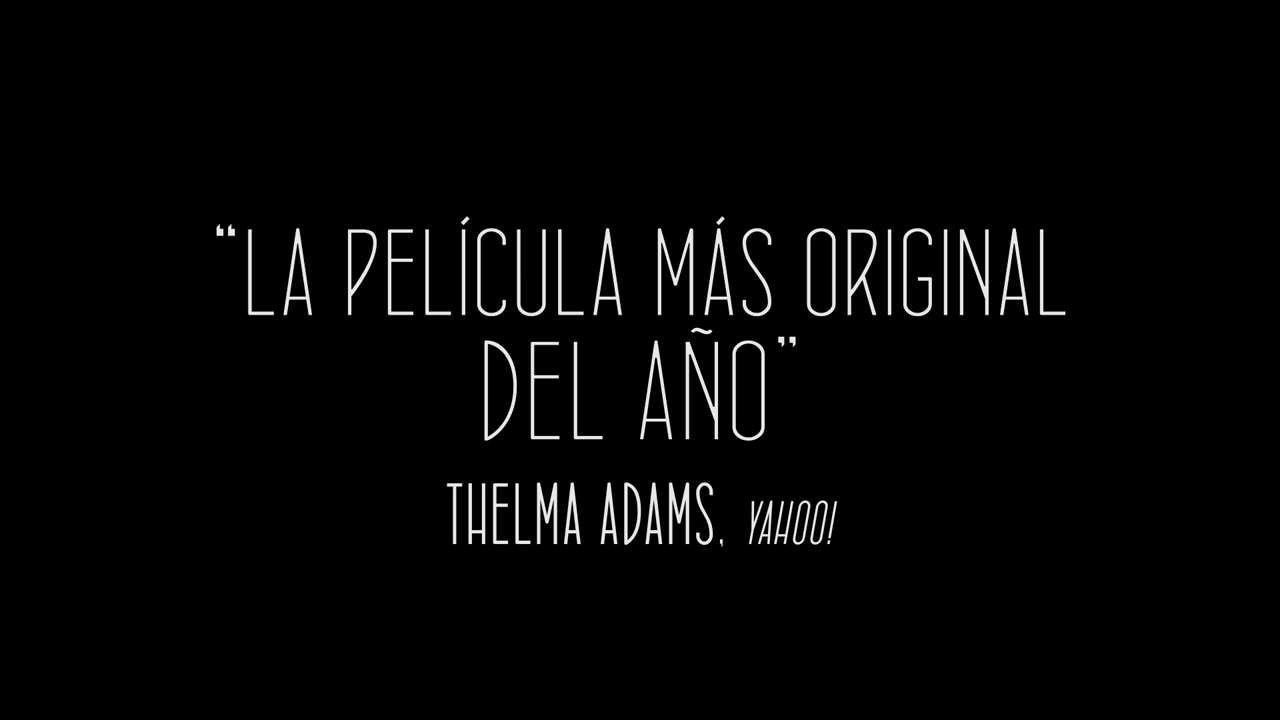 “LA PELÍCULA MÁS ORIGINAL
DEL AÑO”
THELMA ADAMS, YAHOO!